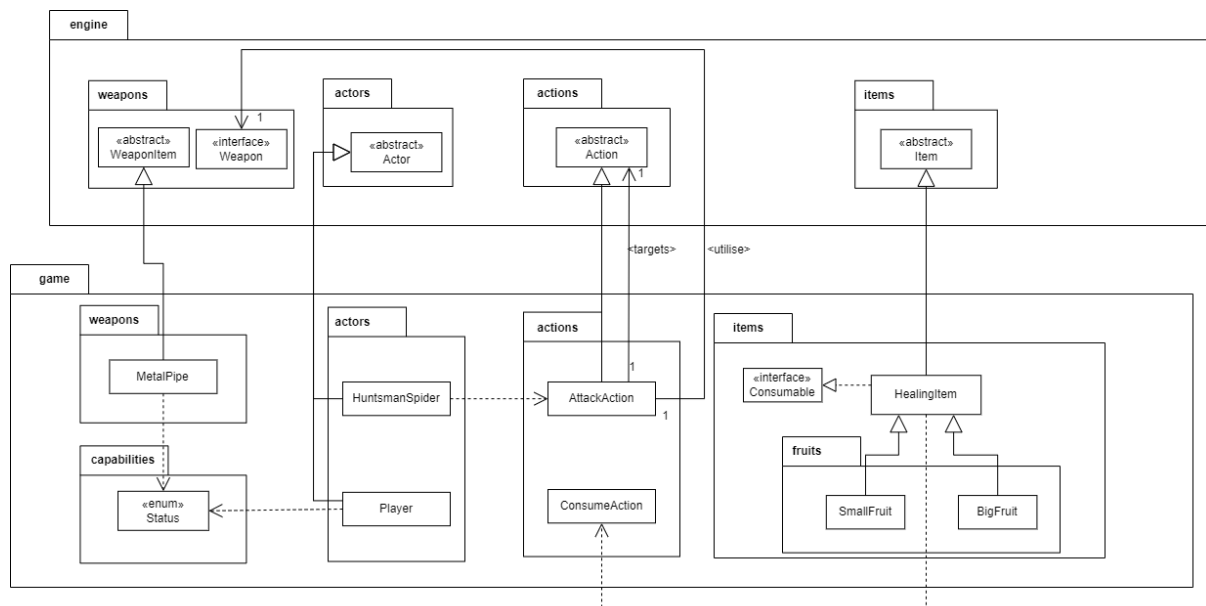 engine
weapons
actors
actions
items
1
«abstract»
WeaponItem
«interface»
Weapon
«abstract»
Actor
«abstract»
Action
«abstract»
Item
1
<targets>
<utilise>
game
weapons
actors
actions
items
MetalPipe
1
«interface»
Consumable
HealingItem
HuntsmanSpider
AttackAction
1
capabilities
fruits
«enum»
Status
Player
ConsumeAction
SmallFruit
BigFruit